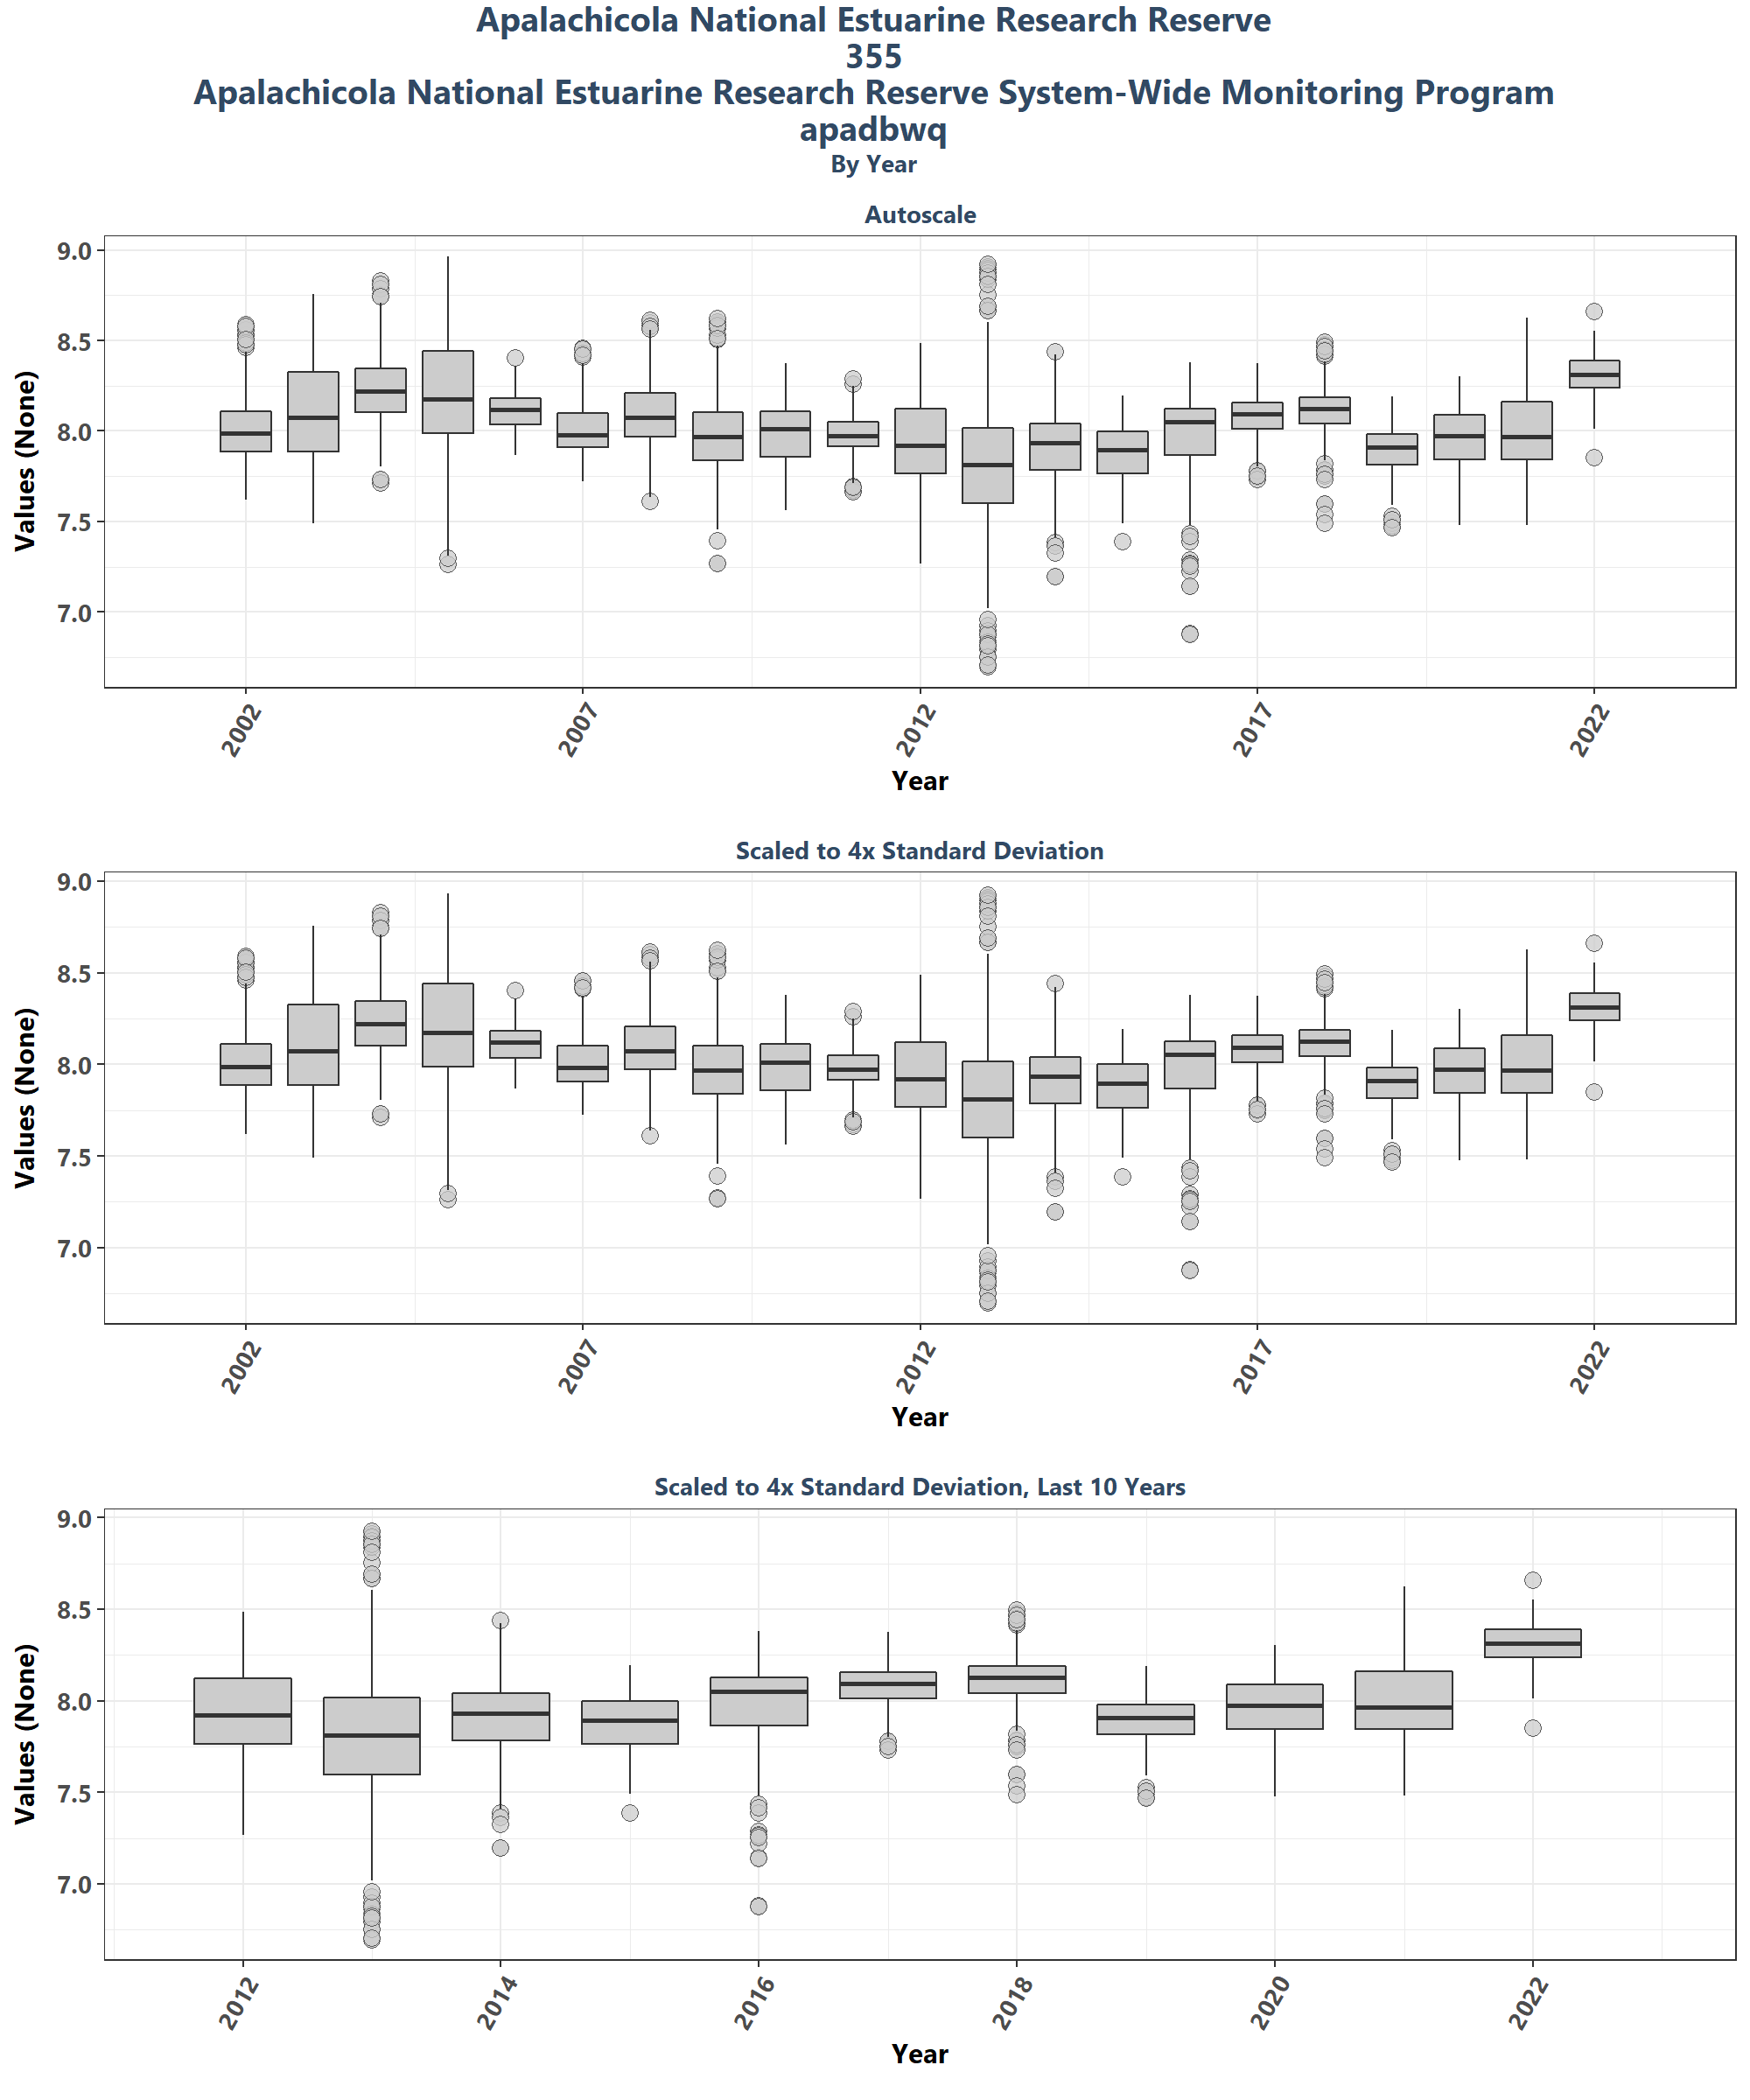 Apalachicola National Estuarine Research Reserve
355
Apalachicola National Estuarine Research Reserve System-Wide Monitoring Program
apadbwq
By Year
Autoscale
Values (None)
9.0
8.5
8.0
7.5
7.0
2002
2007
2012
2017
2022
Year
Scaled to 4x Standard Deviation
Values (None)
9.0
8.5
8.0
7.5
7.0
2002
2007
2012
2017
2022
Year
Scaled to 4x Standard Deviation, Last 10 Years
Values (None)
9.0
8.5
8.0
7.5
7.0
2012
2014
2016
2018
2020
2022
Year